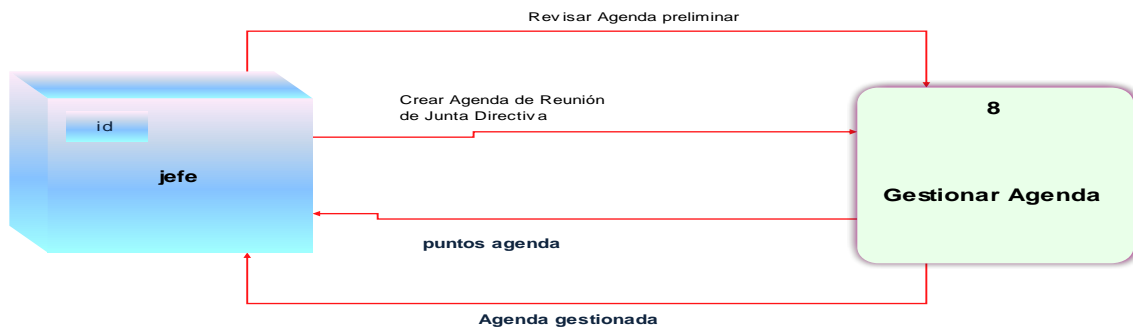 Revisar Agenda preliminar
Crear Agenda de Reunión
de Junta Directiva
id
jefe
8
Gestionar Agenda
puntos agenda
Agenda gestionada